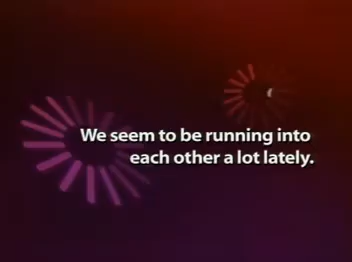 We seem to be running into
each other a lot lately.